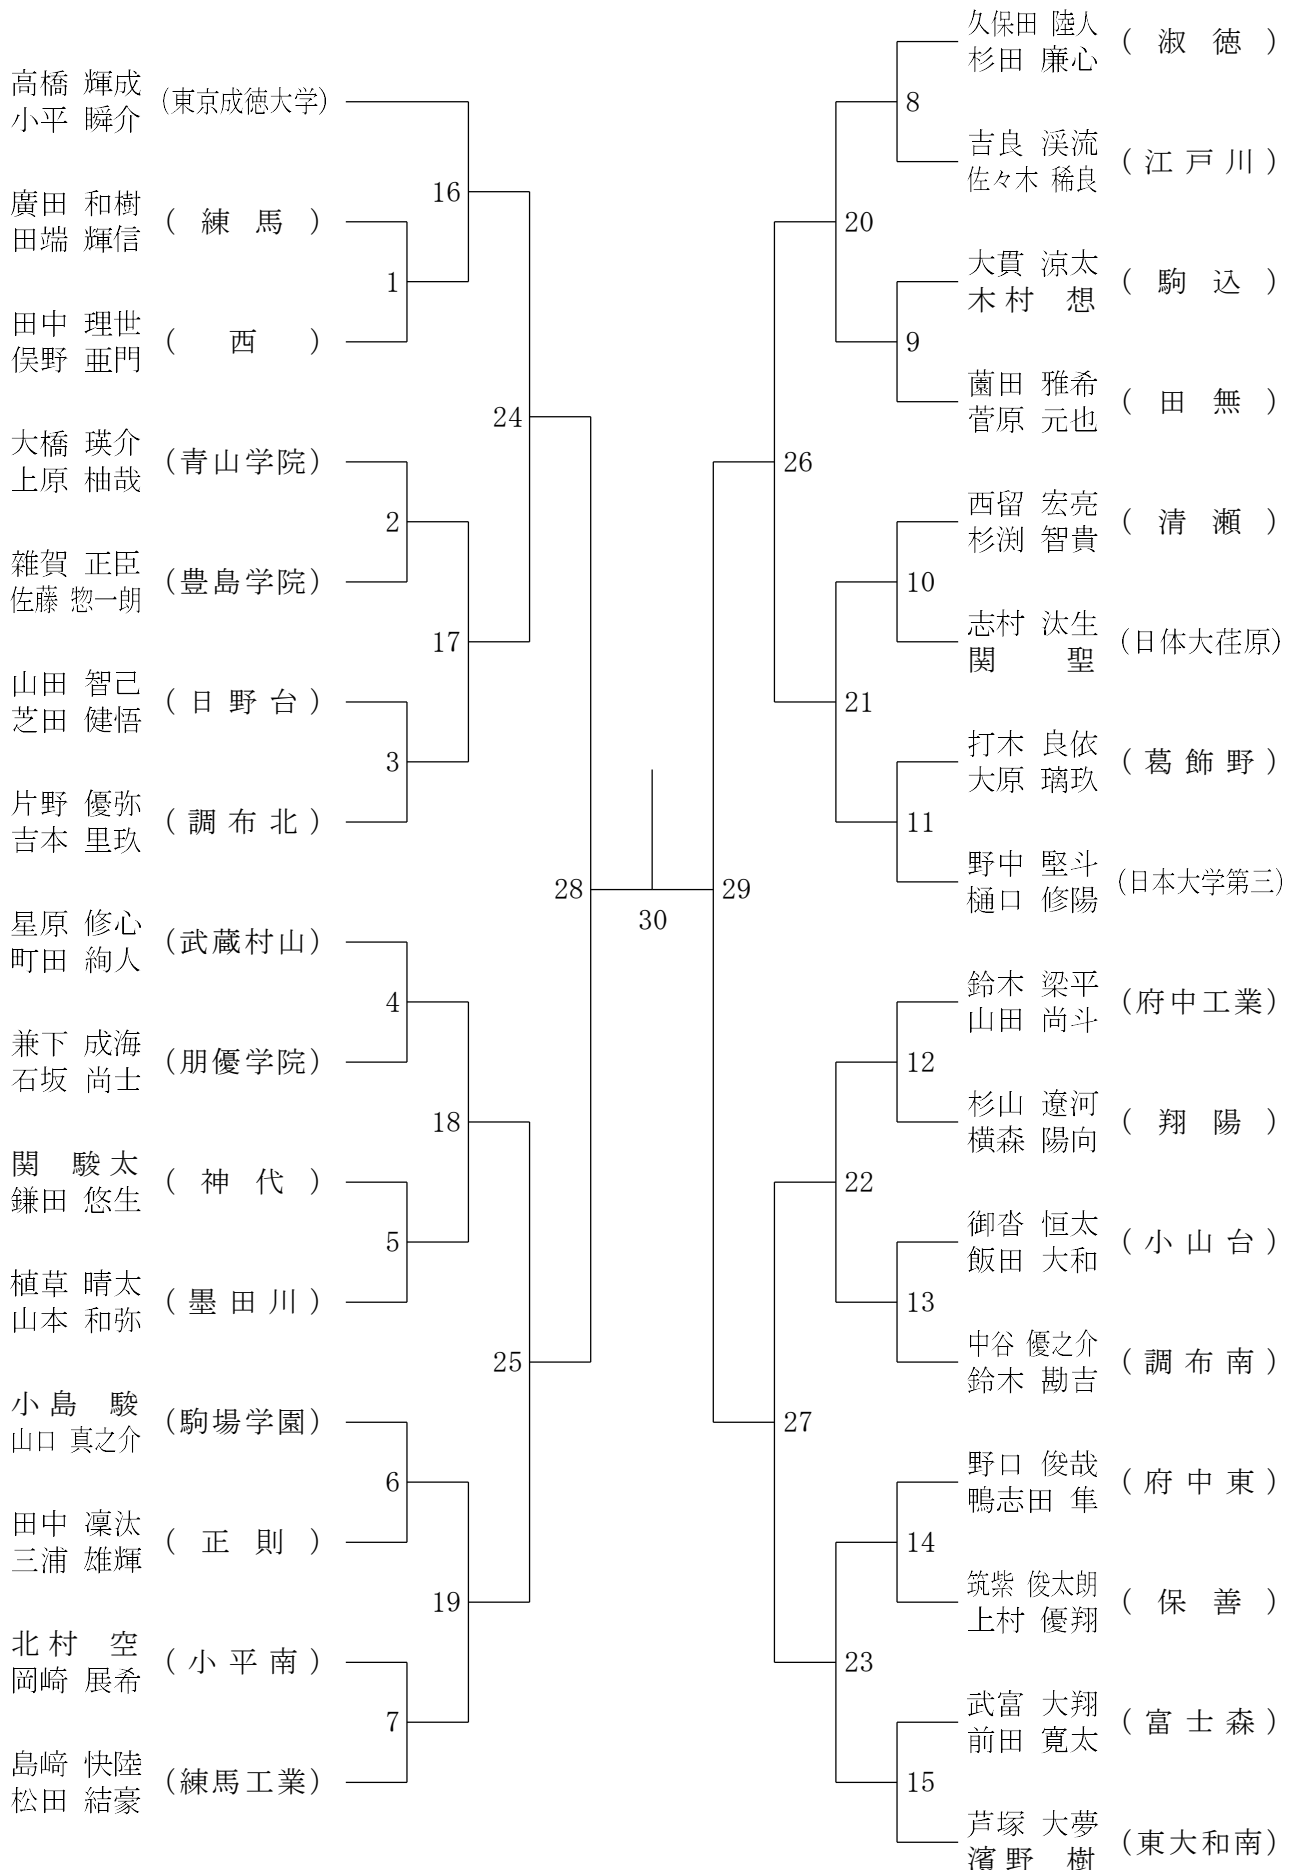 高橋 輝成
小平 瞬介
(東京成徳大学)
廣田 和樹
田端 輝信
(練馬)
田中 理世
俣野 亜門
(西)
大橋 瑛介
上原 柚哉
(青山学院)
雜賀 正臣
佐藤 惣一朗
(豊島学院)
山田 智己
芝田 健悟
(日野台)
片野 優弥
吉本 里玖
(調布北)
星原 修心
町田 絢人
(武蔵村山)
兼下 成海
石坂 尚士
(朋優学院)
関 駿太
鎌田 悠生
(神代)
植草 晴太
山本 和弥
(墨田川)
小島 駿
山口 真之介
(駒場学園)
田中 凜汰
三浦 雄輝
(正則)
北村 空
岡崎 展希
(小平南)
島﨑 快陸
松田 結豪
(練馬工業)
1
2
3
4
5
6
7
16
17
18
19
24
25
28
30
29
26
27
20
21
22
23
8
9
10
11
12
13
14
15
久保田 陸人
杉田 廉心
(淑徳)
吉良 渓流
佐々木 稀良
(江戸川)
大貫 涼太
木村 想
(駒込)
薗田 雅希
菅原 元也
(田無)
西留 宏亮
杉渕 智貴
(清瀬)
志村 汰生
関 聖
(日体大荏原)
打木 良依
大原 璃玖
(葛飾野)
野中 堅斗
樋口 修陽
(日本大学第三)
鈴木 梁平
山田 尚斗
(府中工業)
杉山 遼河
横森 陽向
(翔陽)
御沓 恒太
飯田 大和
(小山台)
中谷 優之介
鈴木 勘吉
(調布南)
野口 俊哉
鴨志田 隼
(府中東)
筑紫 俊太朗
上村 優翔
(保善)
武富 大翔
前田 寛太
(富士森)
芦塚 大夢
濱野 樹
(東大和南)